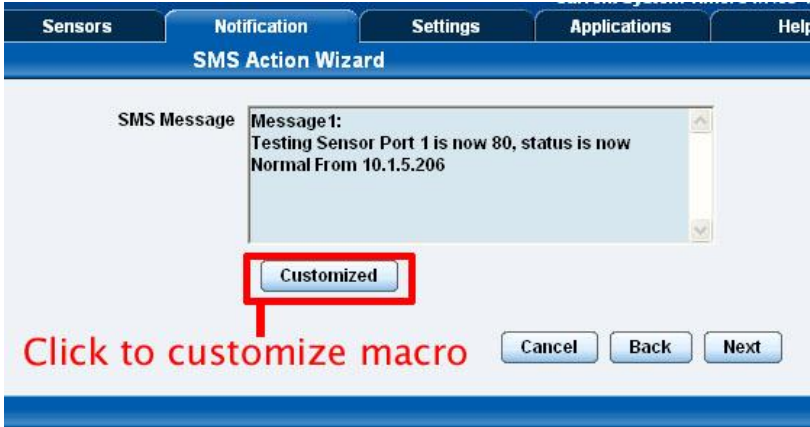 Sensors Notification Settings Applications Help
SMS Action Wizard
SMS Message
Message1:
Testing Sensor Port 1 is now 80, status is now
Normal From 10.1.5.206
Customized
Click to customize macro
Cancel Back Next